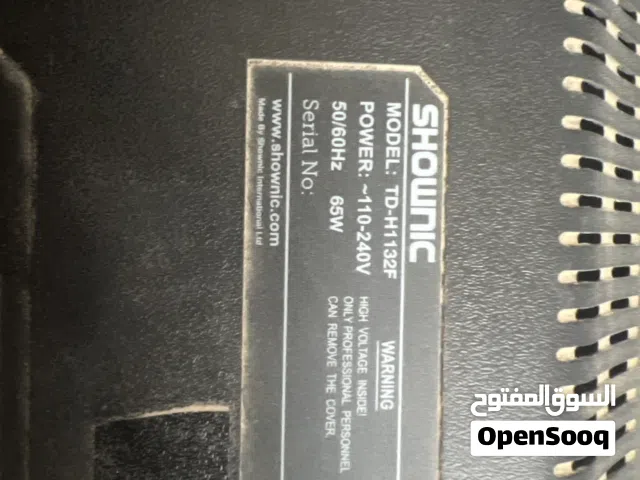 SHOWNIC
MODEL: TD-H1132F
POWER: ~110-240V
50/60Hz 65W
Serial No:
www.shownic.com
Made By Shownic International Ltd
WARNING
HIGH VOLTAGE INSIDE!
ONLY PROFESSIONAL PERSONNEL
CAN REMOVE THE COVER.
السوق المفتوح
OpenSooq